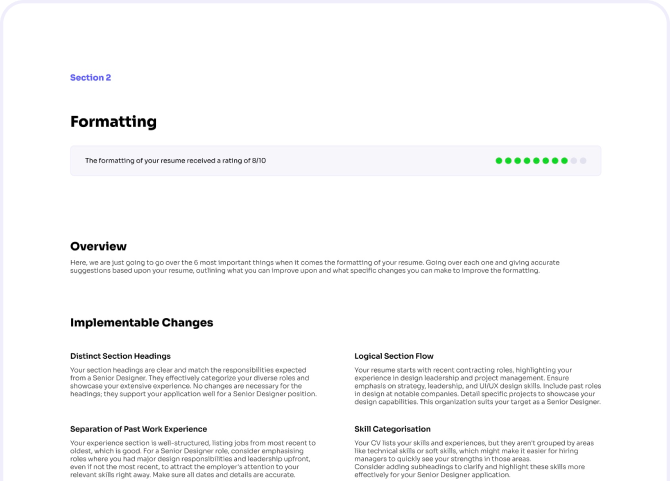 Section 2
Formatting
The formatting of your resume received a rating of 8/10
Overview
Here, we are just going to go over the 6 most important things when it comes the formatting of your resume. Going over each one and giving accurate
suggestions based upon your resume, outlining what you can improve upon and what specific changes you can make to improve the formatting.
Implementable Changes
Distinct Section Headings
Your section headings are clear and match the responsibilities expected
from a Senior Designer. They effectively categorize your diverse roles and
showcase your extensive experience. No changes are necessary for the
headings; they support your application well for a Senior Designer position.
Logical Section Flow
Your resume starts with recent contracting roles, highlighting your
experience in design leadership and project management. Ensure
emphasis on strategy, leadership, and UI/UX design skills. Include past roles
in design at notable companies. Detail specific projects to showcase your
design capabilities. This organization suits your target as a Senior Designer.
Separation of Past Work Experience
Your experience section is well-structured, listing jobs from most recent to
oldest, which is good. For a Senior Designer role, consider emphasising
roles where you had major design responsibilities and leadership upfront,
even if not the most recent, to attract the employer's attention to your
relevant skills right away. Make sure all dates and details are accurate.
Skill Categorisation
Your CV lists your skills and experiences, but they aren't grouped by areas
like technical skills or soft skills, which might make it easier for hiring
managers to quickly see your strengths in those areas.
Consider adding subheadings to clarify and highlight these skills more
effectively for your Senior Designer application.